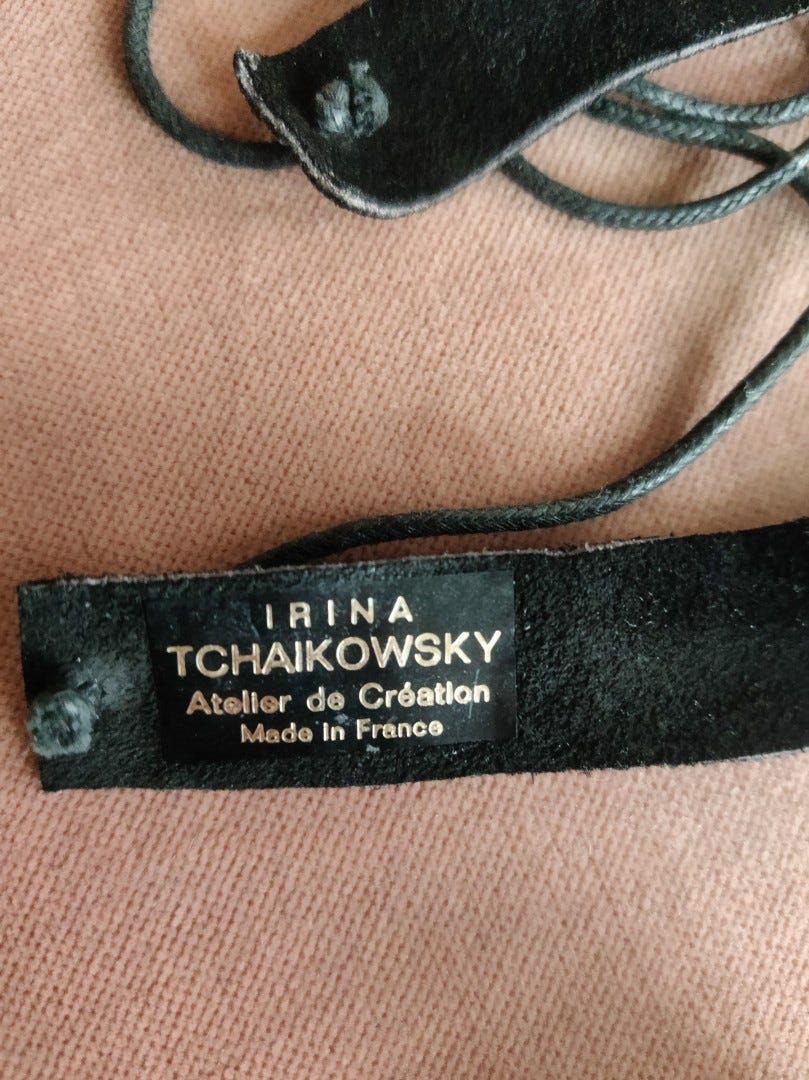 IRINA
TCHAIKOWSKY
Atelier de Création
Made in France